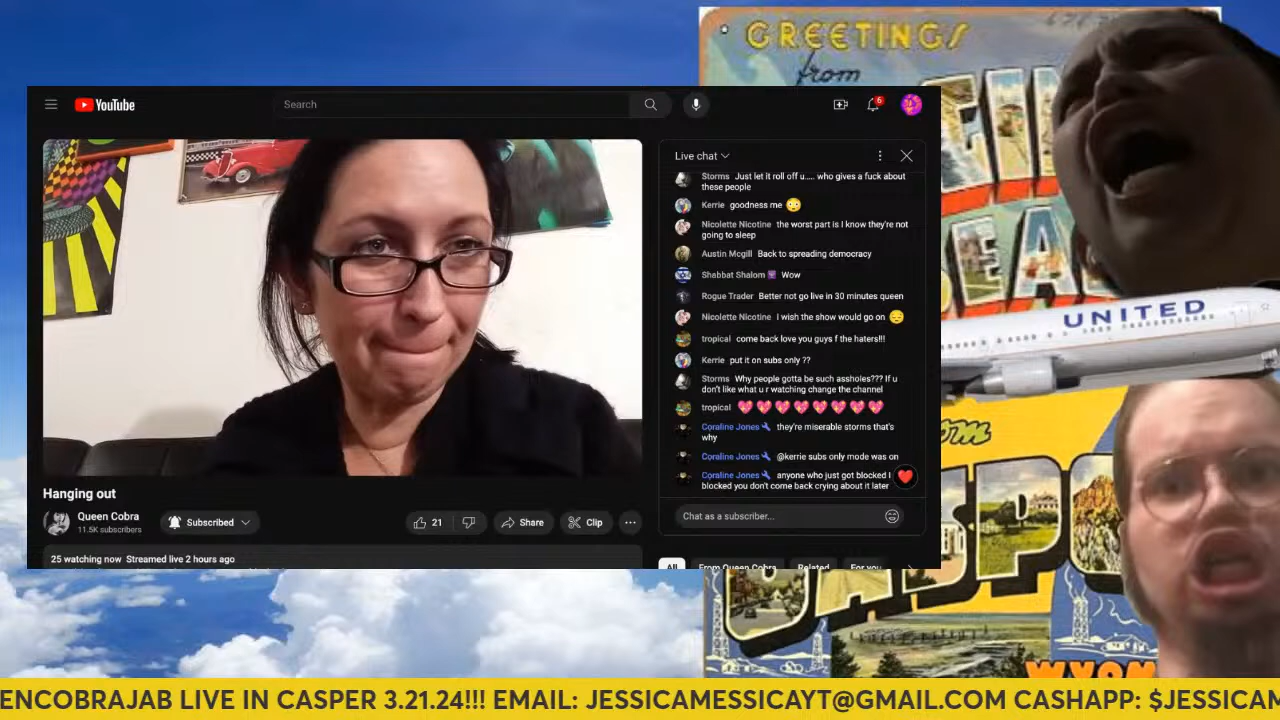 GREETINGS
from
YouTube
Search
6
Live chat
Storms Just let it roll off u..... who gives a fuck about
these people
Kerrie goodness me 😳
Nicolette Nicotine the worst part is I know they're not
going to sleep
Austin Mcgill Back to spreading democracy
Shabbat Shalom Wow
Rogue Trader Better not go live in 30 minutes queen
Nicolette Nicotine I wish the show would go on 😔
tropical come back love you guys f the haters!!!
Kerrie put it on subs only ??
Storms Why people gotta be such assholes??? If u
don't like what u r watching change the channel
tropical 💖💖💖💖💖💖💖💖
Coraline Jones they're miserable storms that's
why
Coraline Jones @kerrie subs only mode was on
Coraline Jones anyone who just got blocked I
blocked you don't come back crying about it later
Chat as a subscriber...
Hanging out
Queen Cobra
11.5K subscribers
Subscribed
21
Share
Clip
25 watching now Streamed live 2 hours ago
All
From Queen Cobra
Related
For you
UNITED
ENCOBRAJAB LIVE IN CASPER 3.21.24!!! EMAIL: JESSICAMESSICAYT@GMAIL.COM CASHAPP: $JESSICAM